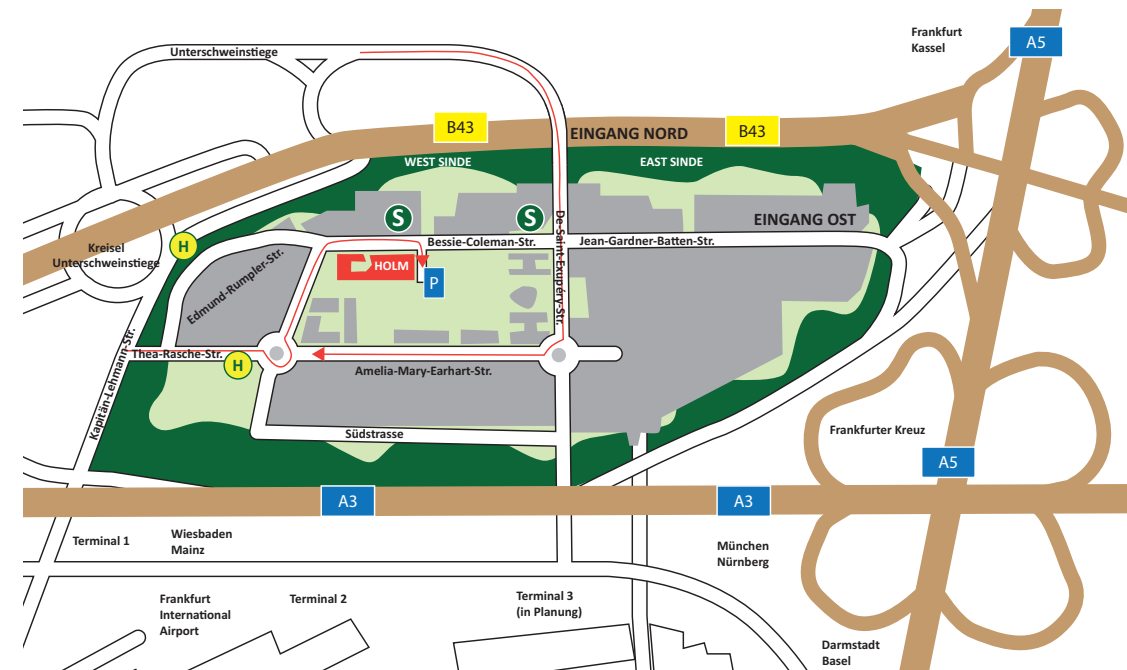 Frankfurt
Kassel
A5
Unterschweinstiege
B43
EINGANG NORD
B43
WEST SINDE
EAST SINDE
S
S
EINGANG OST
H
Kreisel
Unterschweinstiege
Bessie-Coleman-Str.
De-Saint-Exupéry-Str.
Jean-Gardner-Batten-Str.
HOLM
P
Edmund-Rumpler-Str.
Thea-Rasche-Str.
H
Kapitän-Lehmann-Str.
Amelia-Mary-Earhart-Str.
Südstrasse
Frankfurter Kreuz
A5
A3
A3
Terminal 1
Wiesbaden
Mainz
München
Nürnberg
Frankfurt
International
Airport
Terminal 2
Terminal 3
(in Planung)
Darmstadt
Basel